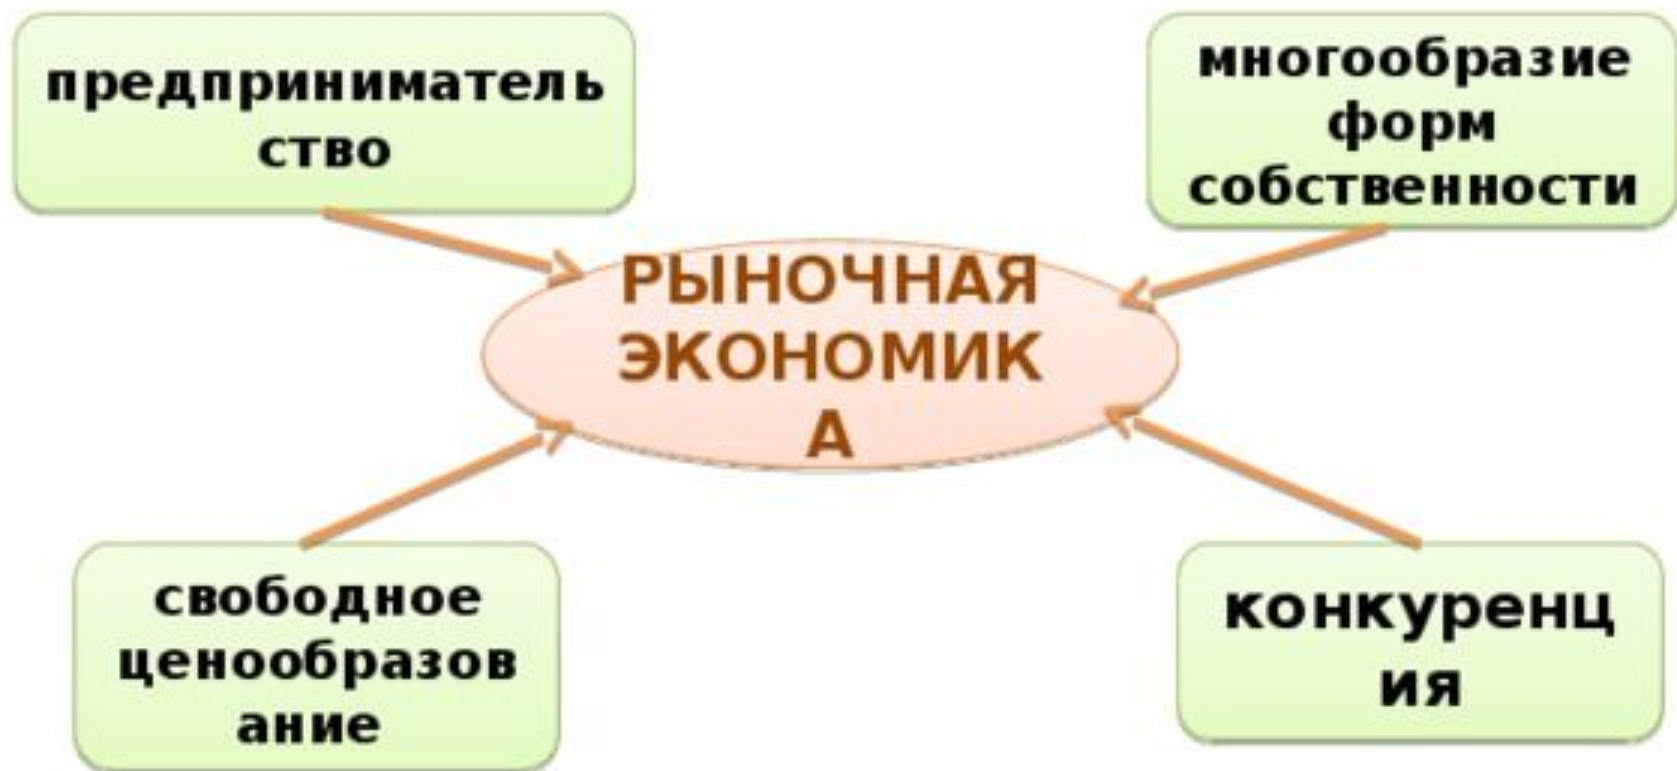 предприниматель
ство
многообразие
форм
собственности
РЫНОЧНАЯ
ЭКОНОМИК
А
свободное
ценообразов
ание
конкуренц
ия